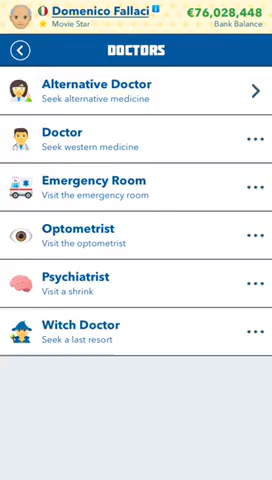 Domenico Fallaci i
€76,028,448
Movie Star
Bank Balance
DOCTORS
Alternative Doctor
Seek alternative medicine
Doctor
Seek western medicine
Emergency Room
Visit the emergency room
Optometrist
Visit the optometrist
Psychiatrist
Visit a shrink
Witch Doctor
Seek a last resort